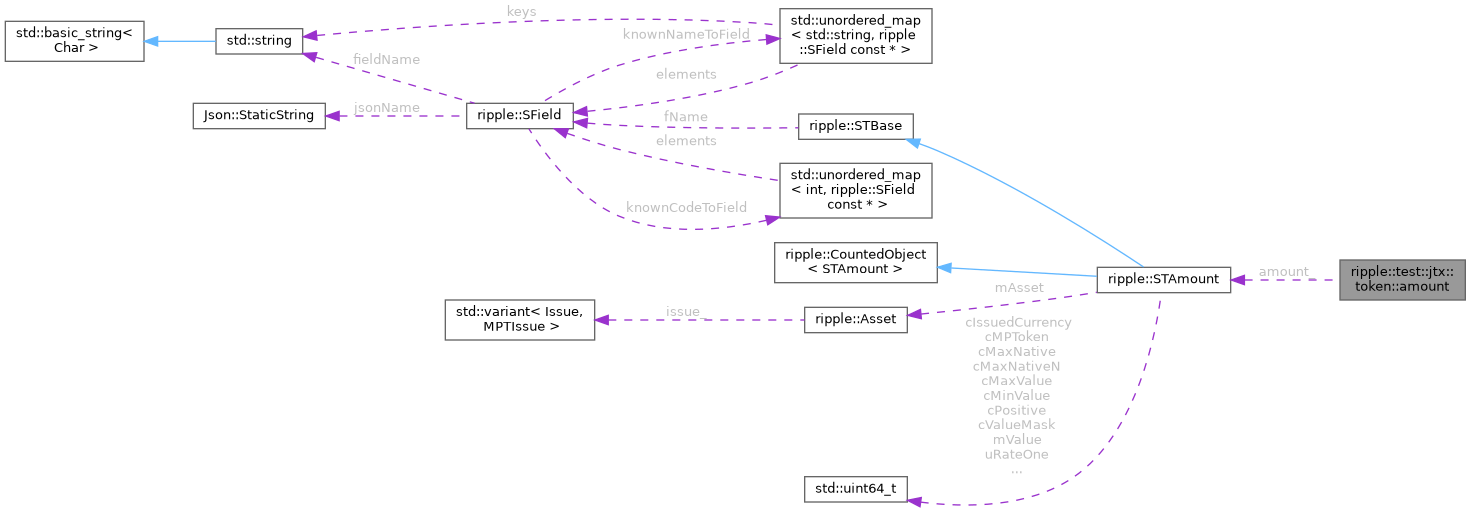 std::basic_string<
Char >
std::string
keys
std::unordered_map
< std::string, ripple
::SField const * >
knownNameToField
fieldName
elements
Json::StaticString
jsonName
ripple::SField
fName
ripple::STBase
elements
std::unordered_map
< int, ripple::SField
const * >
knownCodeToField
ripple::CountedObject
< STAmount >
ripple::STAmount
amount_
ripple::test::jtx::
token::amount
mAsset
std::variant< Issue,
MPTIssue >
issue_
ripple::Asset
cIssuedCurrency
cMPToken
cMaxNative
cMaxNativeN
cMaxValue
cMinValue
cPositive
cValueMask
mValue
uRateOne
...
std::uint64_t